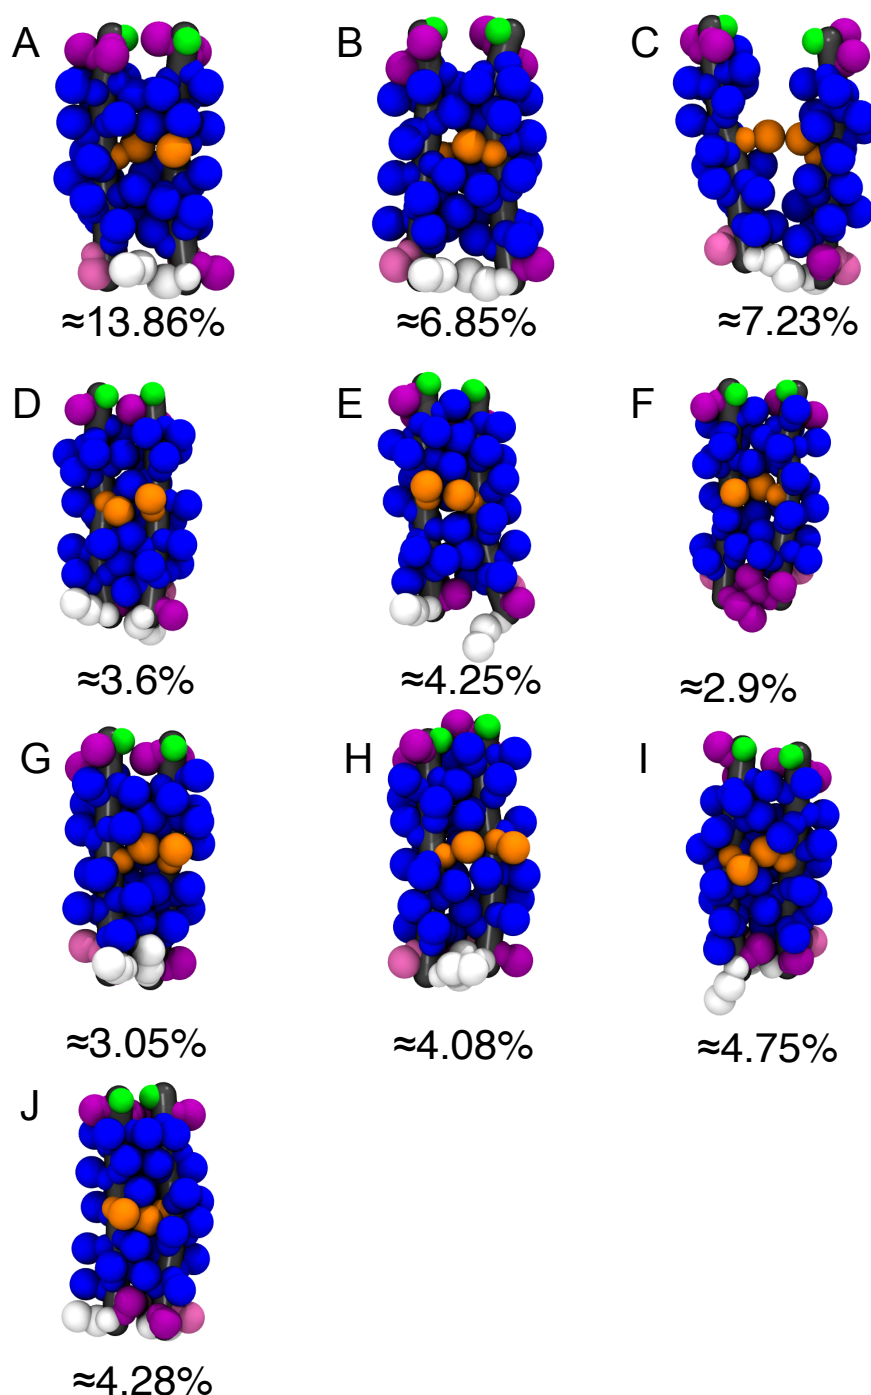 A B C
≈13.86% ≈6.85% ≈7.23%
D E F
≈3.6% ≈4.25% ≈2.9%
G H I
≈3.05% ≈4.08% ≈4.75%
J
≈4.28%